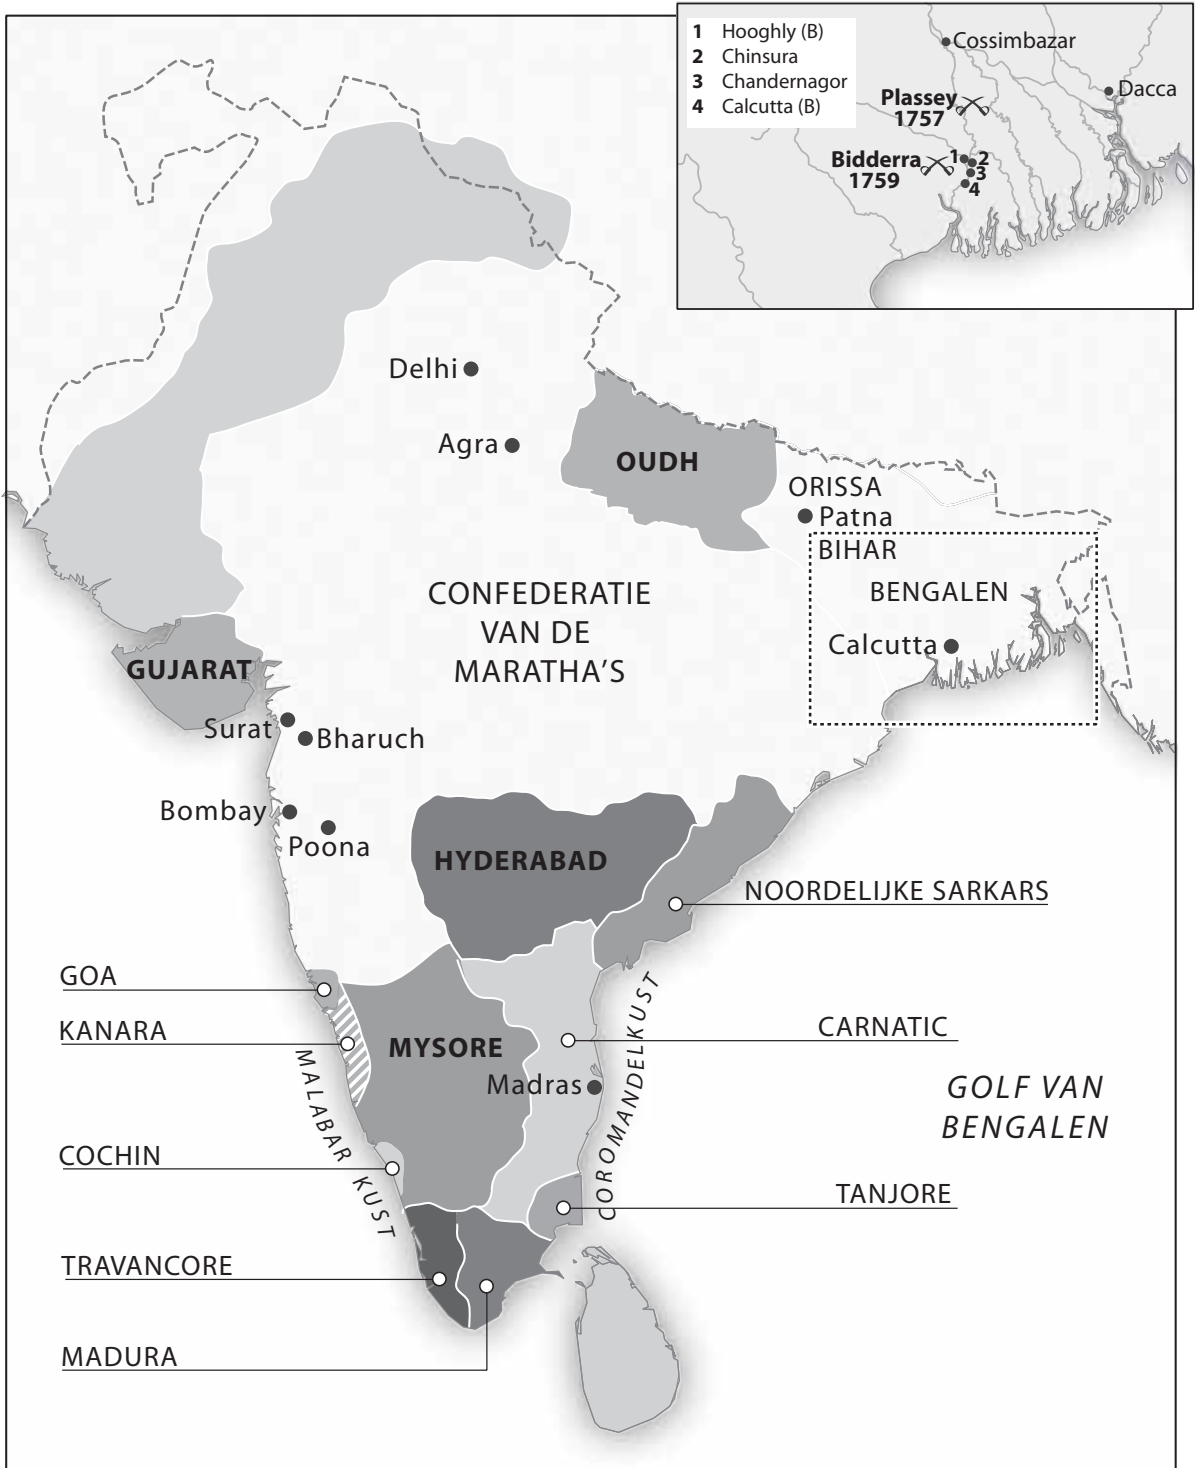 1 Hooghly (B)
2 Chinsura
3 Chandernagor
4 Calcutta (B)
Cossimbazar
Dacca
Plassey
1757
Bidderra
1759
1
2
3
4
Delhi
Agra
OUDH
ORISSA
Patna
BIHAR
BENGALEN
Calcutta
CONFEDERATIE
VAN DE
MARATHA’S
GUJARAT
Surat
Bharuch
Bombay
Poona
HYDERABAD
NOORDELIJKE SARKARS
GOA
KANARA
MYSORE
CARNATIC
Madras
MALABAR KUST
COROMANDELKUST
GOLF VAN
BENGALEN
COCHIN
TANJORE
TRAVANCORE
MADURA